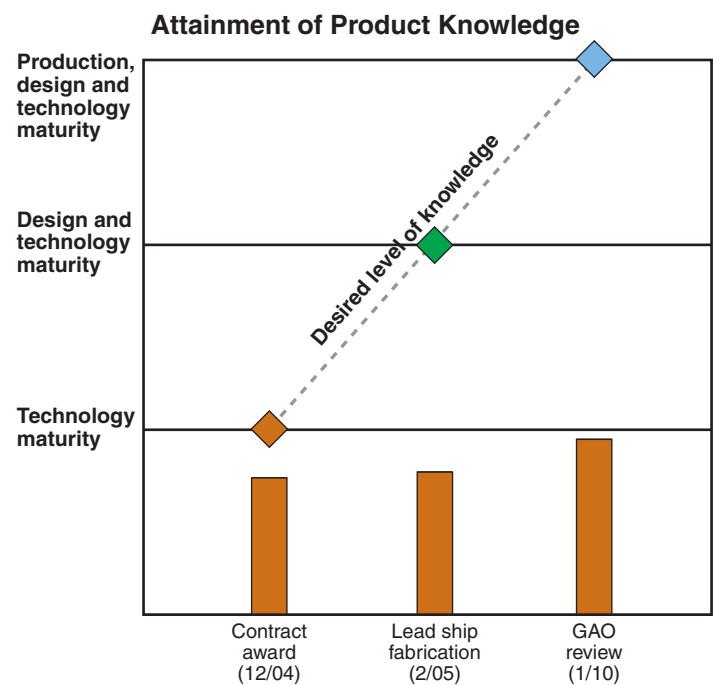 Attainment of Product Knowledge
Production,
design and
technology
maturity
Design and
technology
maturity
Technology
maturity
Desired level of knowledge
Contract
award
(12/04)
Lead ship
fabrication
(2/05)
GAO
review
(1/10)